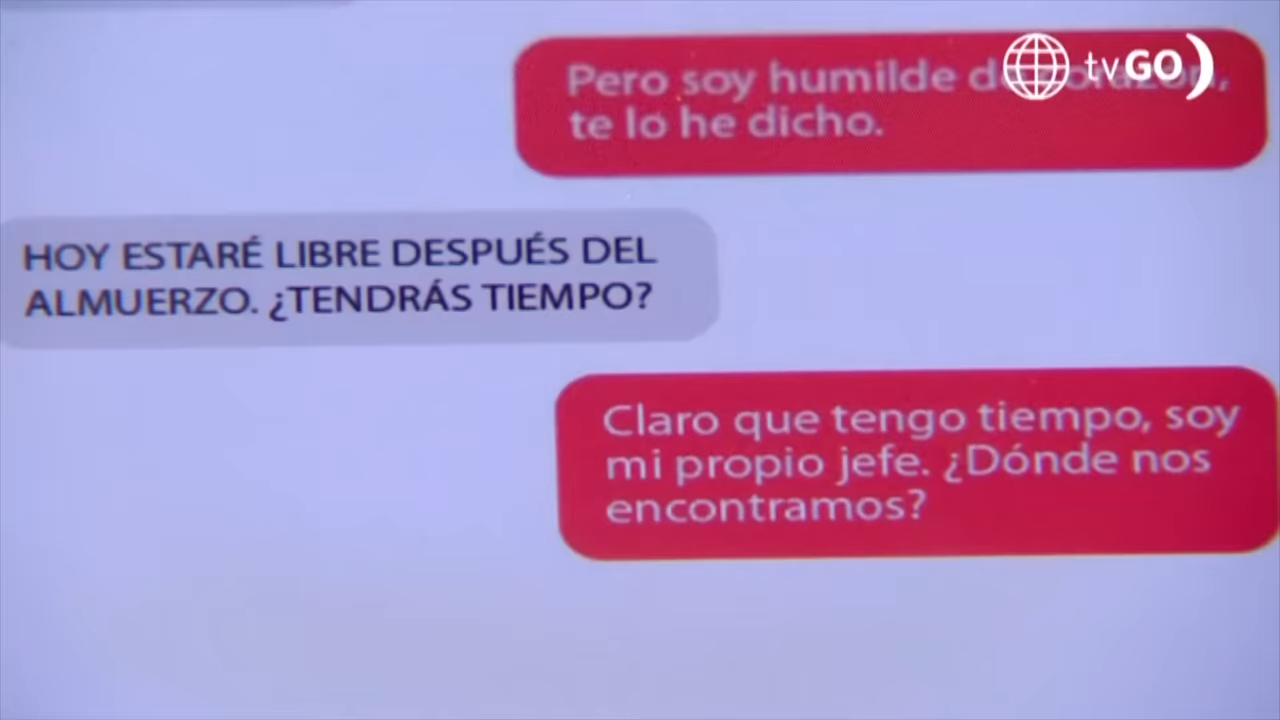 Pero soy humilde
te lo he dicho.
tvGO
HOY ESTARÉ LIBRE DESPUÉS DEL
ALMUERZO. ¿TENDRÁS TIEMPO?
Claro que tengo tiempo, soy
mi propio jefe. ¿Dónde nos
encontramos?